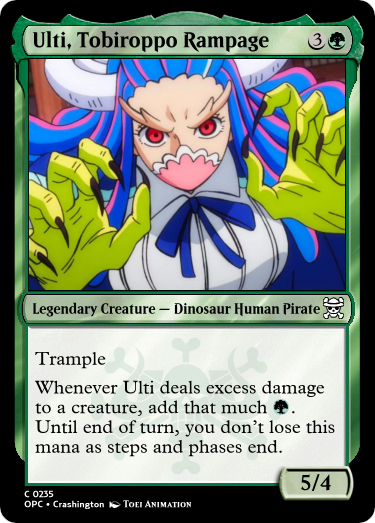 Ulti, Tobiroppo Rampage 3
Legendary Creature — Dinosaur Human Pirate
Trample
Whenever Ulti deals excess damage
to a creature, add that much .
Until end of turn, you don't lose this
mana as steps and phases end.
5/4
C 0235
OPC • Crashington TOEI ANIMATION